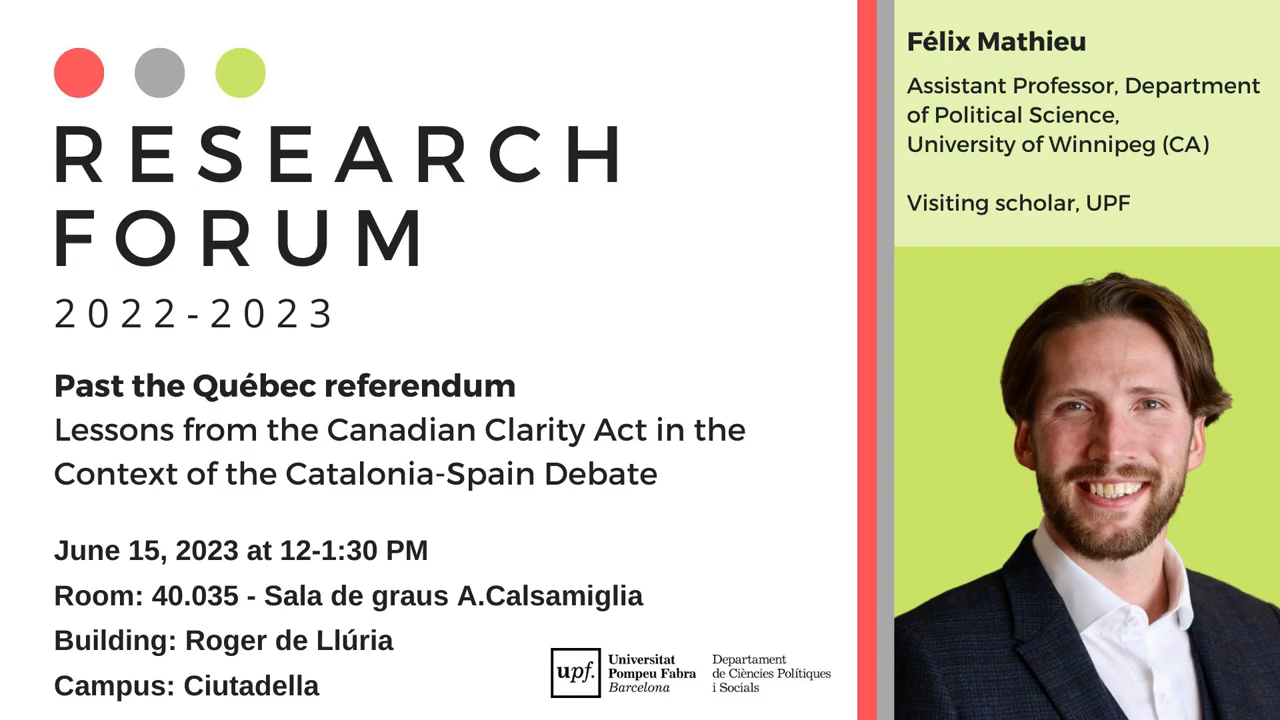 RESEARCH
FORUM
2022-2023
Past the Québec referendum
Lessons from the Canadian Clarity Act in the
Context of the Catalonia-Spain Debate
June 15, 2023 at 12-1:30 PM
Room: 40.035 - Sala de graus A.Calsamiglia
Building: Roger de Llúria
Campus: Ciutadella
upf.
Universitat
Pompeu Fabra
Barcelona
Departament
de Ciències Polítiques
i Socials
Félix Mathieu
Assistant Professor, Department
of Political Science,
University of Winnipeg (CA)
Visiting scholar, UPF